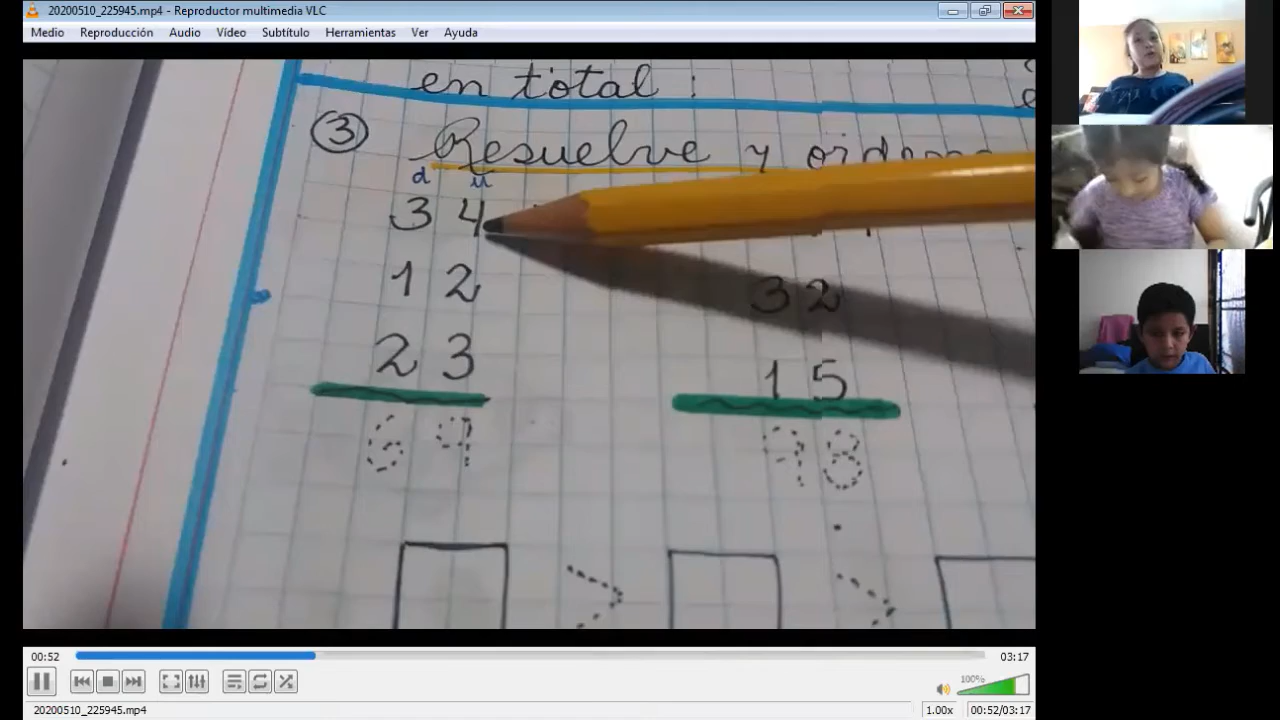 20200510_225945.mp4 - Reproductor multimedia VLC
Medio Reproducción Audio Vídeo Subtítulo Herramientas Ver Ayuda
en total :
③ Resuelve y
d u
3 4
1 2
2 3
6 9
3 2
1 5
9 8
> >
00:52 03:17
100%
20200510_225945.mp4 1.00x 00:52/03:17